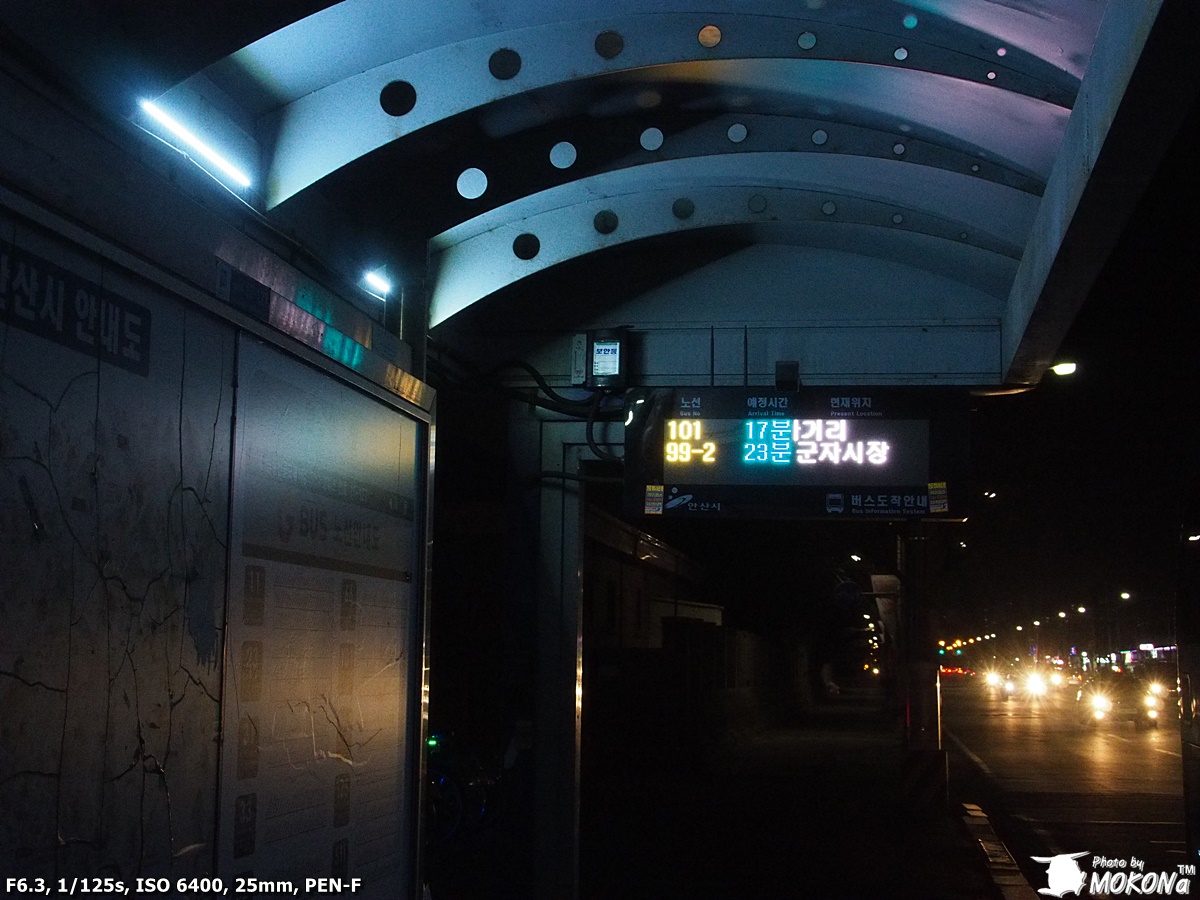 산시 안내도
보안등
노선 예정시간 현재위치
Bus No Arrival Time Present Location
101 17분 거리
99-2 23분 군자시장
안산시 버스도착안내
Bus Information System
BUS 노선안내도
F6.3, 1/125s, ISO 6400, 25mm, PEN-F
Photo by
MOKONa™